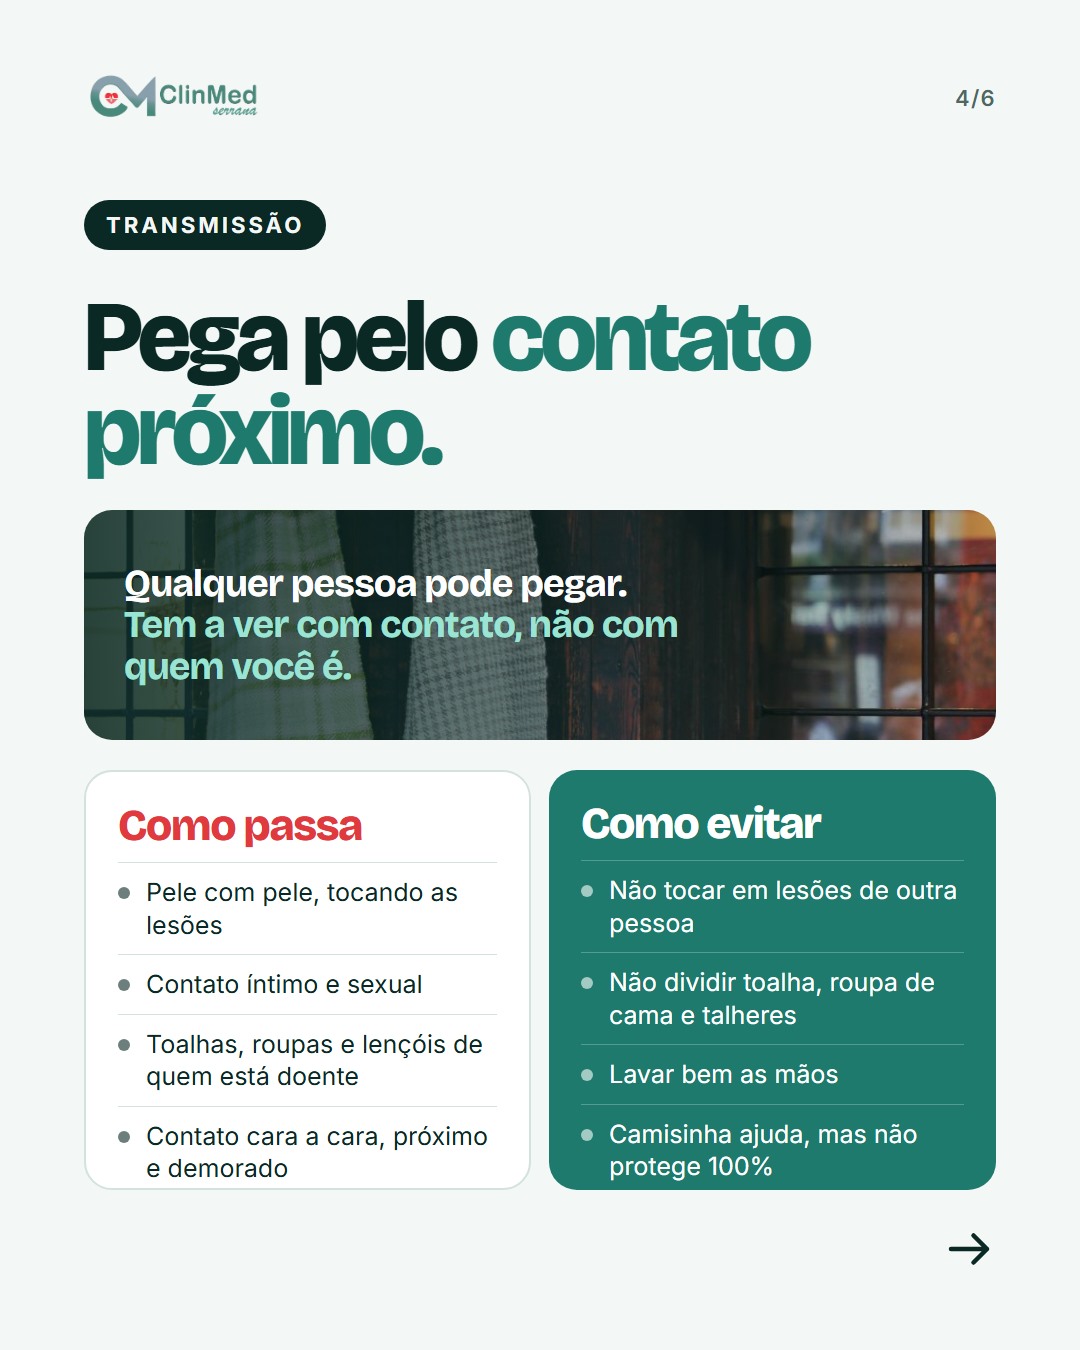 CM ClinMed
serrana
4/6
TRANSMISSÃO
Pega pelo contato
próximo.
Qualquer pessoa pode pegar.
Tem a ver com contato, não com
quem você é.
Como passa
Pele com pele, tocando as
lesões
Contato íntimo e sexual
Toalhas, roupas e lençóis de
quem está doente
Contato cara a cara, próximo
e demorado
Como evitar
Não tocar em lesões de outra
pessoa
Não dividir toalha, roupa de
cama e talheres
Lavar bem as mãos
Camisinha ajuda, mas não
protege 100%